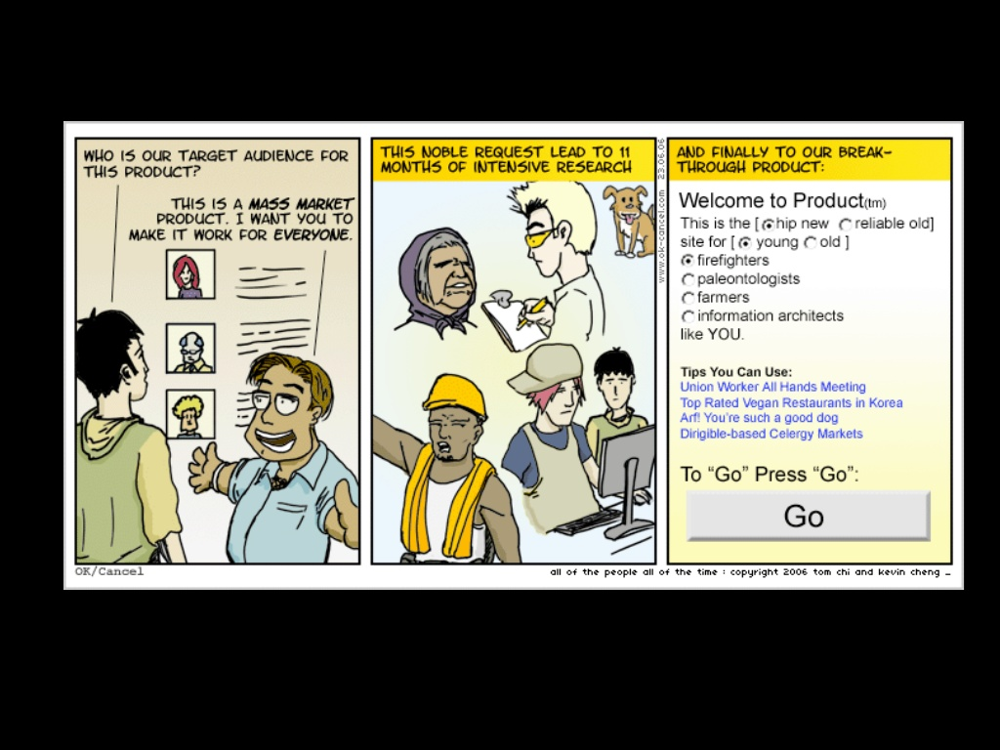 WHO IS OUR TARGET AUDIENCE FOR
THIS PRODUCT?
THIS IS A MASS MARKET
PRODUCT. I WANT YOU TO
MAKE IT WORK FOR EVERYONE.
THIS NOBLE REQUEST LEAD TO 11
MONTHS OF INTENSIVE RESEARCH
www.ok-cancel.com 23.06.06
AND FINALLY TO OUR BREAK-
THROUGH PRODUCT:
Welcome to Product(tm)
This is the [ hip new reliable old]
site for [ young old ]
firefighters
paleontologists
farmers
information architects
like YOU.
Tips You Can Use:
Union Worker All Hands Meeting
Top Rated Vegan Restaurants in Korea
Arf! You're such a good dog
Dirigible-based Celergy Markets
To “Go” Press “Go”:
Go
OK/Cancel
all of the people all of the time : copyright 2006 tom chi and kevin cheng _